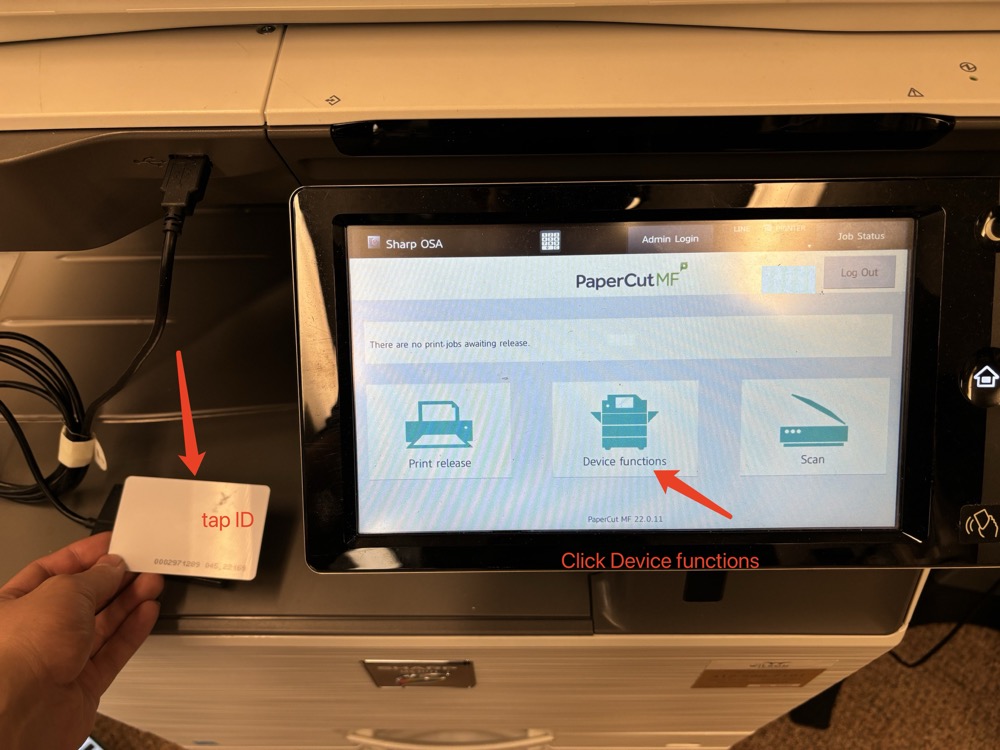 Sharp OSA
Admin Login
Job Status
PaperCut MF
Log Out
There are no print jobs awaiting release.
Print release
Device functions
Scan
tap ID
PaperCut MF 22.0.11
Click Device functions
SHARP